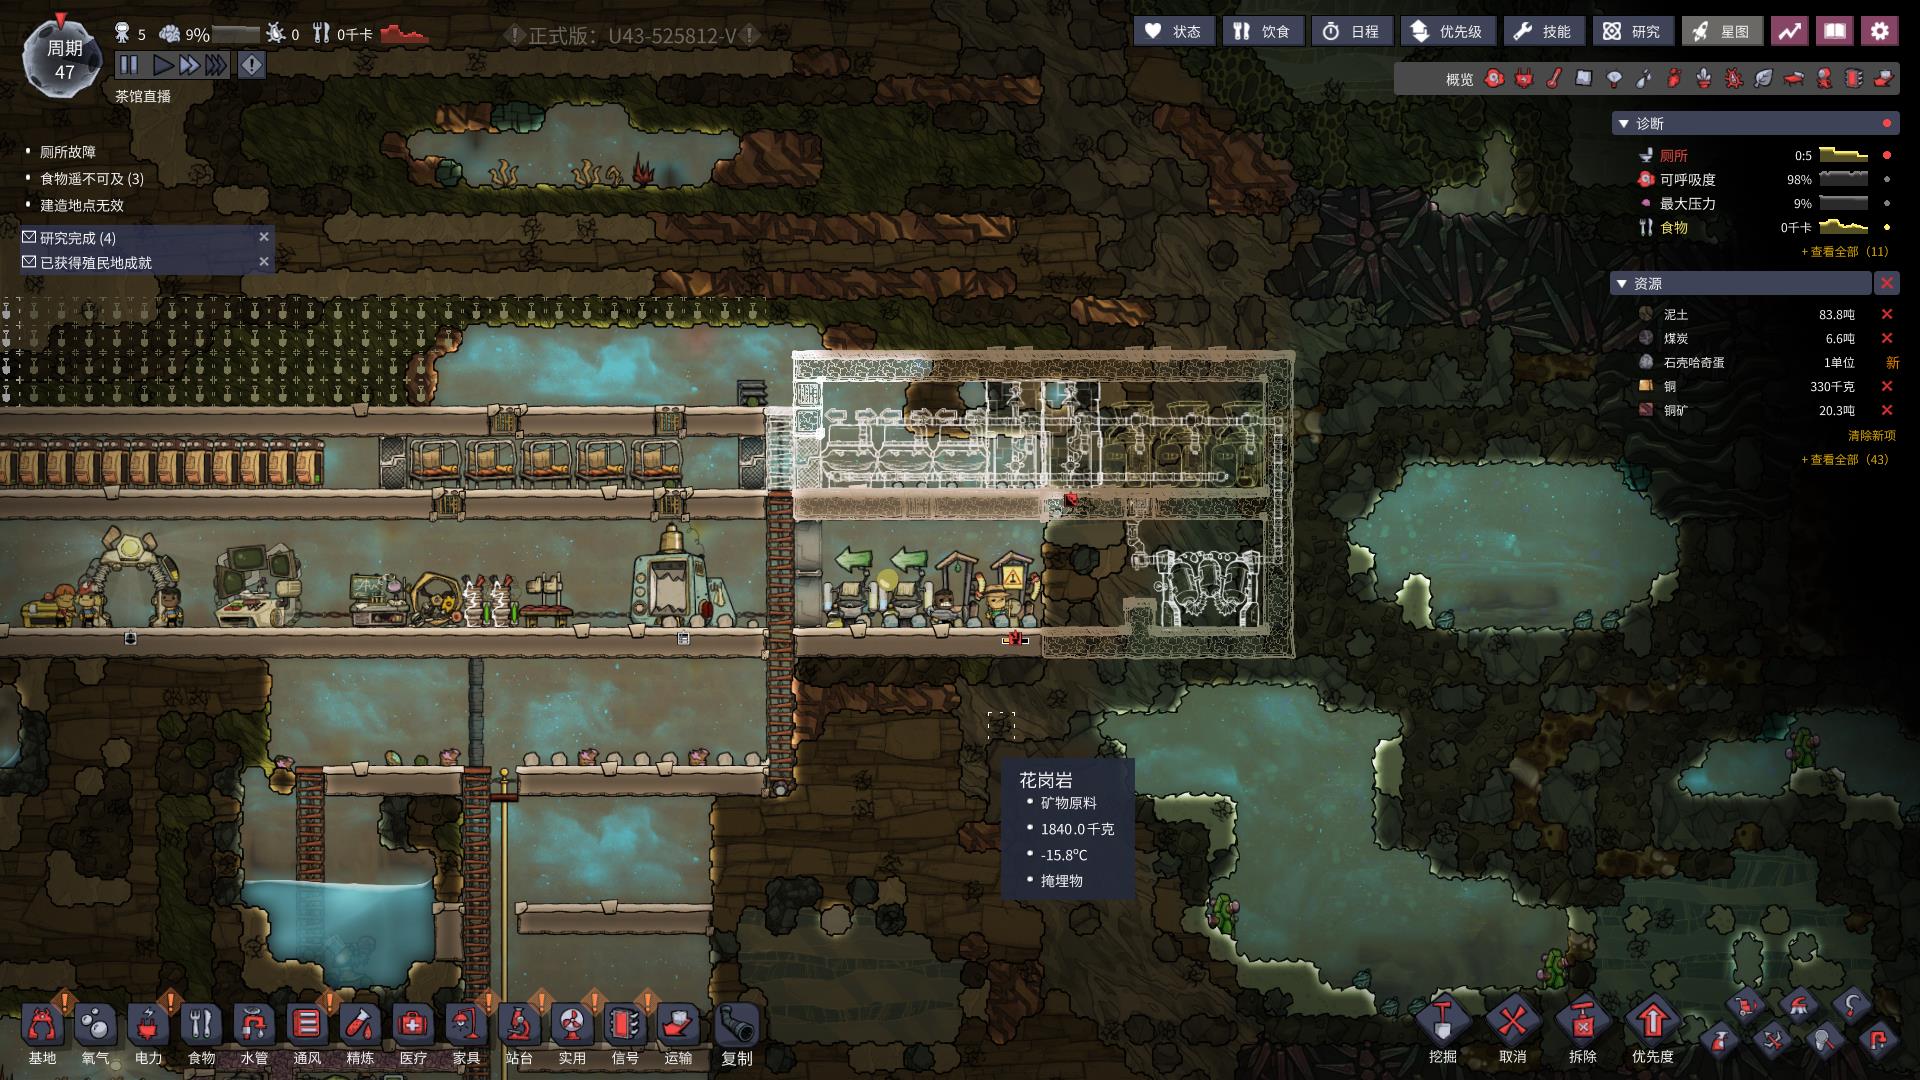 周期
47
5
9%
0
0千卡
茶馆直播
正式版：U43-525812-V
状态
饮食
日程
优先级
技能
研究
星图
概览
厕所故障
食物遥不可及 (3)
建造地点无效
研究完成 (4)
已获得殖民地成就
诊断
厕所 0:5
可呼吸度 98%
最大压力 9%
食物 0千卡
+ 查看全部（11）
资源
泥土 83.8吨
煤炭 6.6吨
石壳哈奇蛋 1单位 新
铜 330千克
铜矿 20.3吨
清除新项
+ 查看全部（43）
花岗岩
• 矿物原料
• 1840.0千克
• -15.8ºC
• 掩埋物
基地
氧气
电力
食物
水管
通风
精炼
医疗
家具
站台
实用
信号
运输
复制
挖掘
取消
拆除
优先度